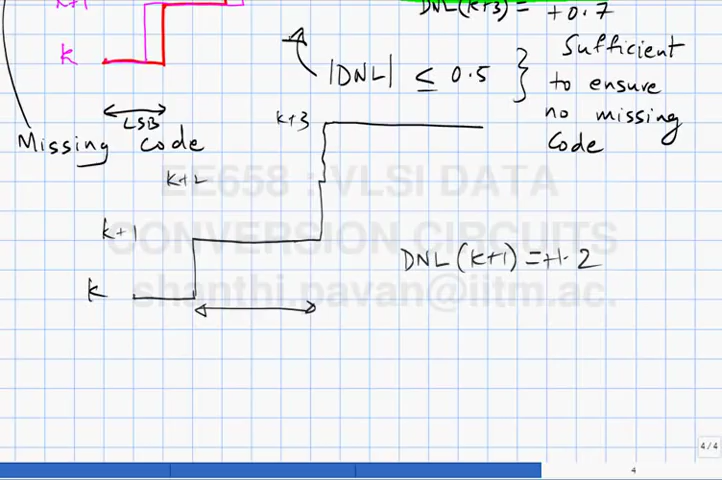 k+1
DNL(k+3) = +0.7
k
|DNL| ≤ 0.5 } Sufficient
to ensure
no missing
Code
LSB
Missing Code
k+3
k+2
k+1
DNL(k+1) = +1.2
k
EE658 : VLSI DATA
CONVERSION CIRCUITS
shanthi.pavan@iitm.ac.
4/4
4